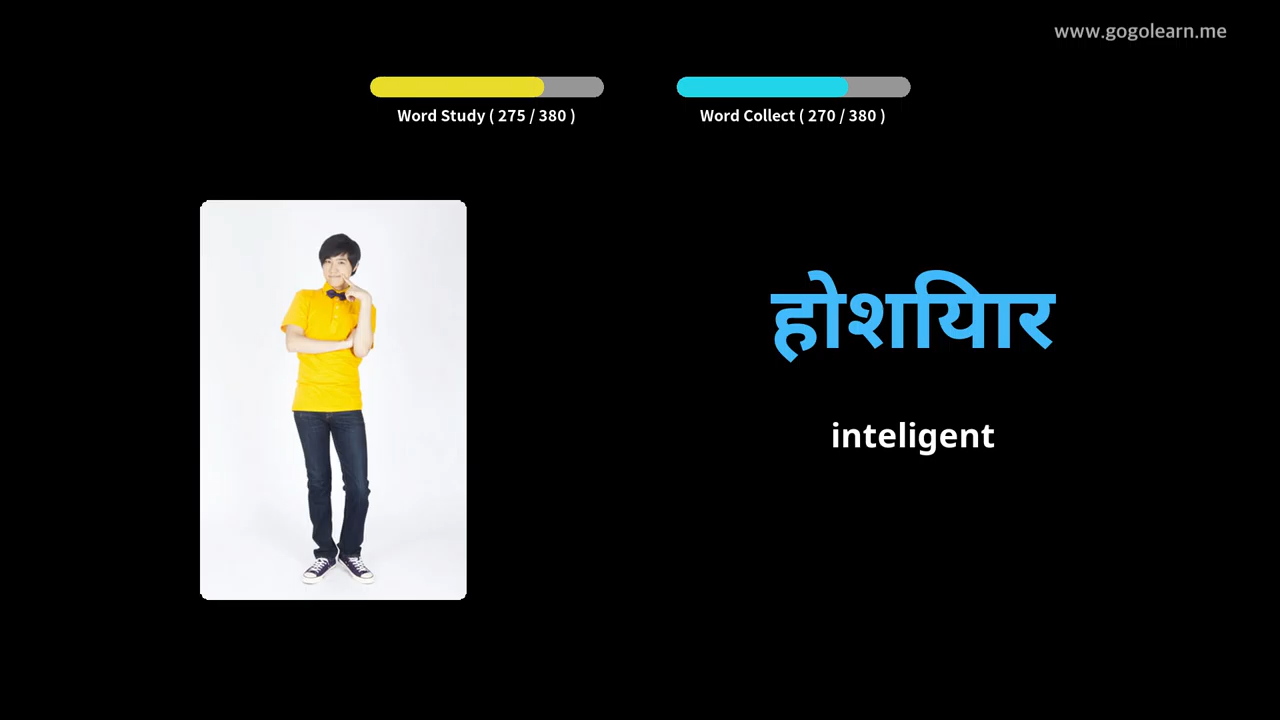 www.gogolearn.me
Word Study ( 275 / 380 )
Word Collect ( 270 / 380 )
होशियार
inteligent